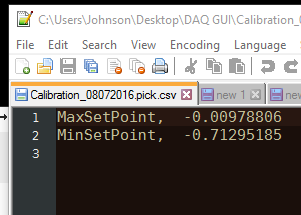 C:\Users\Johnson\Desktop\DAQ GUI\Calibration_0
File Edit Search View Encoding Language
Calibration_08072016.pick.csv new 1
1 MaxSetPoint, -0.00978806
2 MinSetPoint, -0.71295185
3